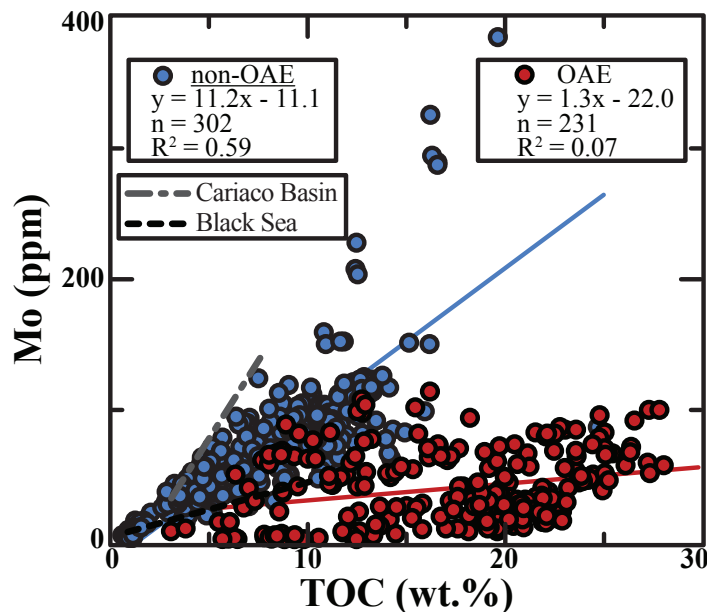 400
200
0
Mo (ppm)
non-OAE
y = 11.2x - 11.1
n = 302
R² = 0.59
OAE
y = 1.3x - 22.0
n = 231
R² = 0.07
Cariaco Basin
Black Sea
0 10 20 30
TOC (wt.%)